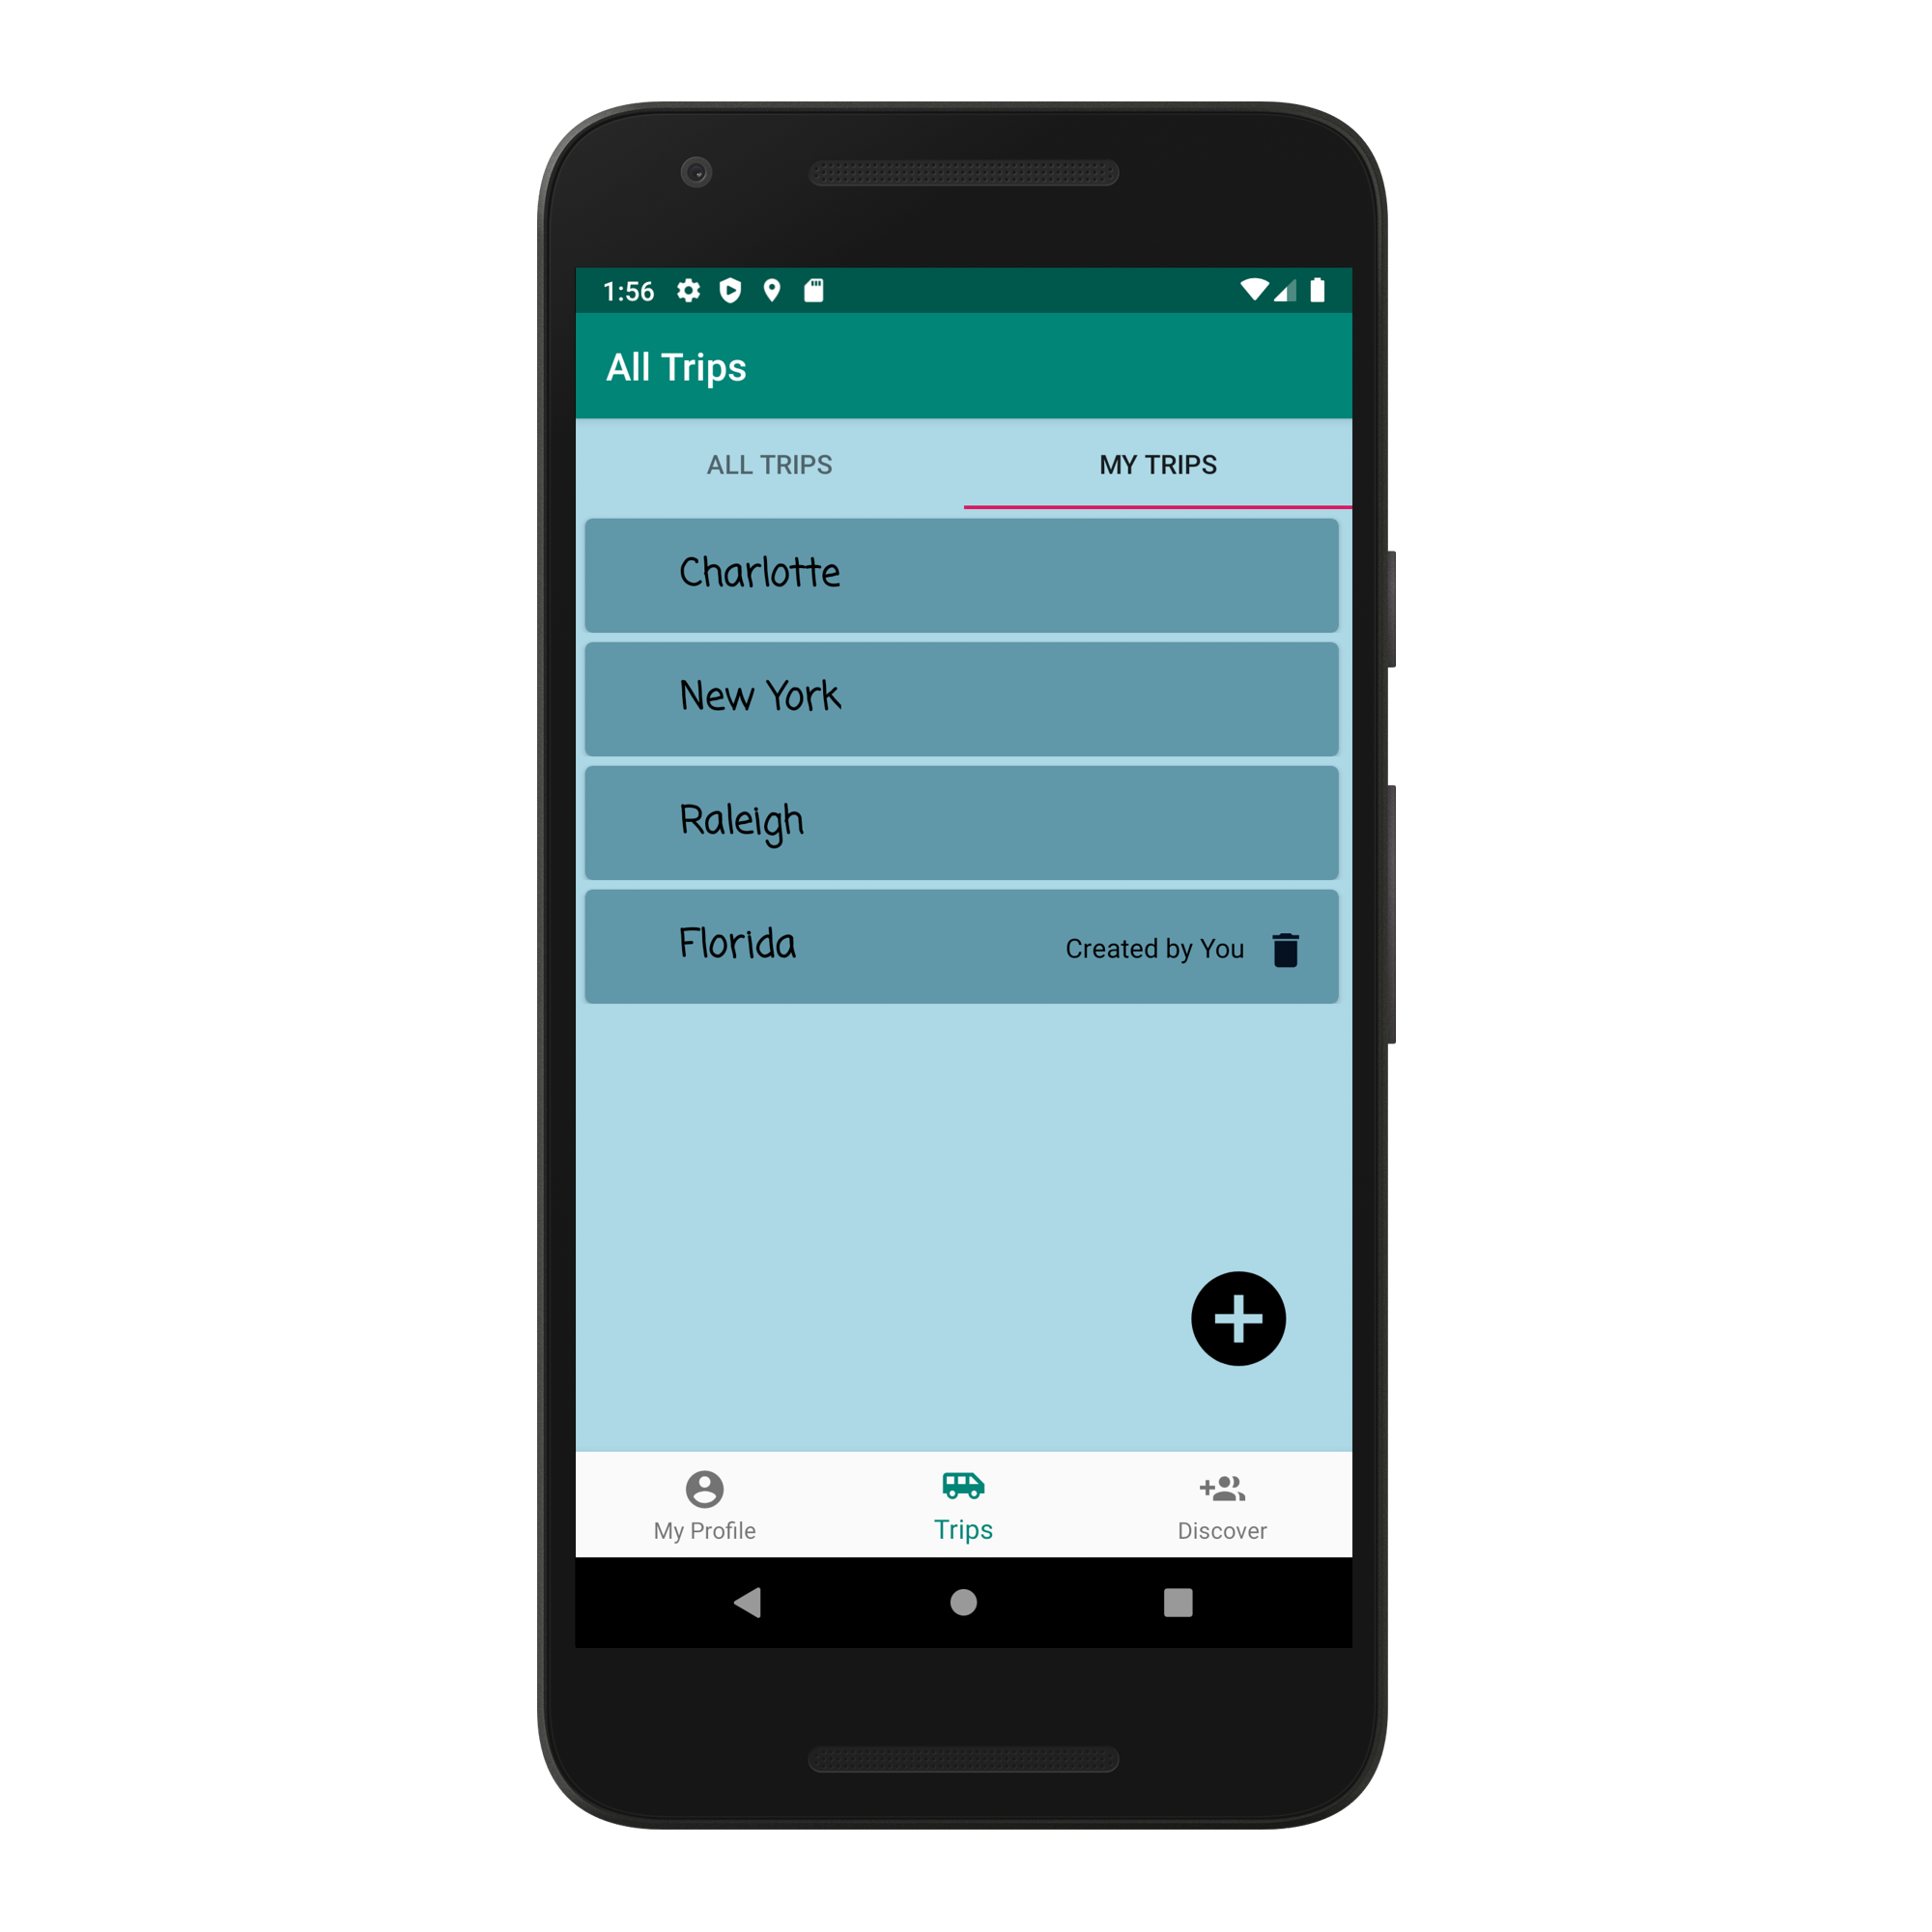 1:56
All Trips
ALL TRIPS MY TRIPS
Charlotte
New York
Raleigh
Florida Created by You
My Profile Trips Discover